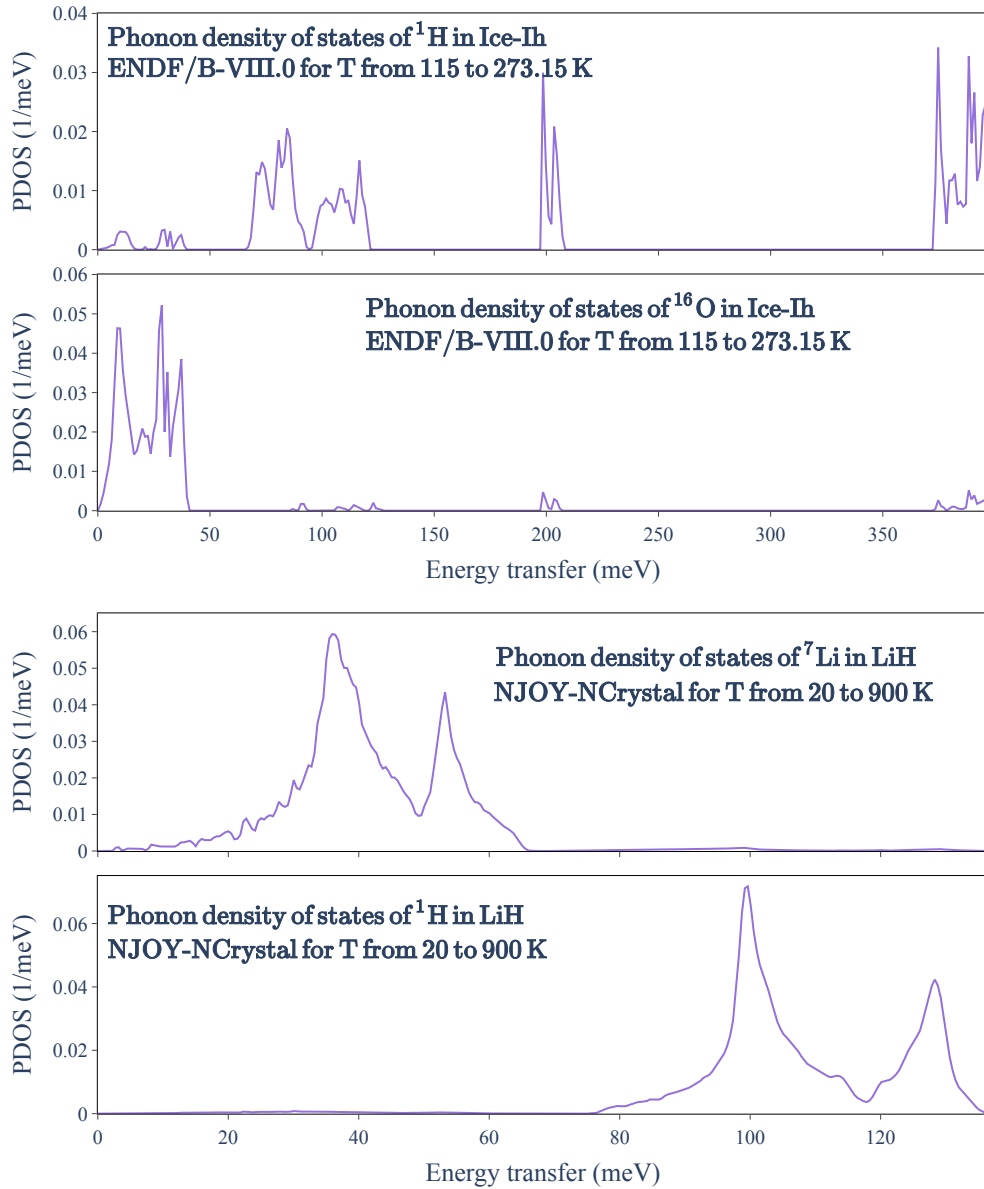 0.04
0.03
0.02
0.01
0
PDOS (1/meV)
Phonon density of states of ¹H in Ice-Ih
ENDF/B-VIII.0 for T from 115 to 273.15 K
0.06
0.05
0.04
0.03
0.02
0.01
0
PDOS (1/meV)
Phonon density of states of ¹⁶O in Ice-Ih
ENDF/B-VIII.0 for T from 115 to 273.15 K
0 50 100 150 200 250 300 350
Energy transfer (meV)
0.06
0.05
0.04
0.03
0.02
0.01
0
PDOS (1/meV)
Phonon density of states of ⁷Li in LiH
NJOY-NCrystal for T from 20 to 900 K
0.06
0.04
0.02
0
PDOS (1/meV)
Phonon density of states of ¹H in LiH
NJOY-NCrystal for T from 20 to 900 K
0 20 40 60 80 100 120
Energy transfer (meV)